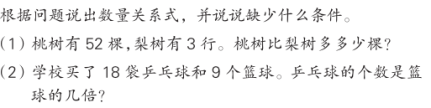 根据问题说出数量关系式，并说说缺少什么条件。
（1）桃树有 52 棵，梨树有 3 行。桃树比梨树多多少棵？
（2）学校买了 18 袋乒乓球和 9 个篮球。乒乓球的个数是篮
球的几倍？